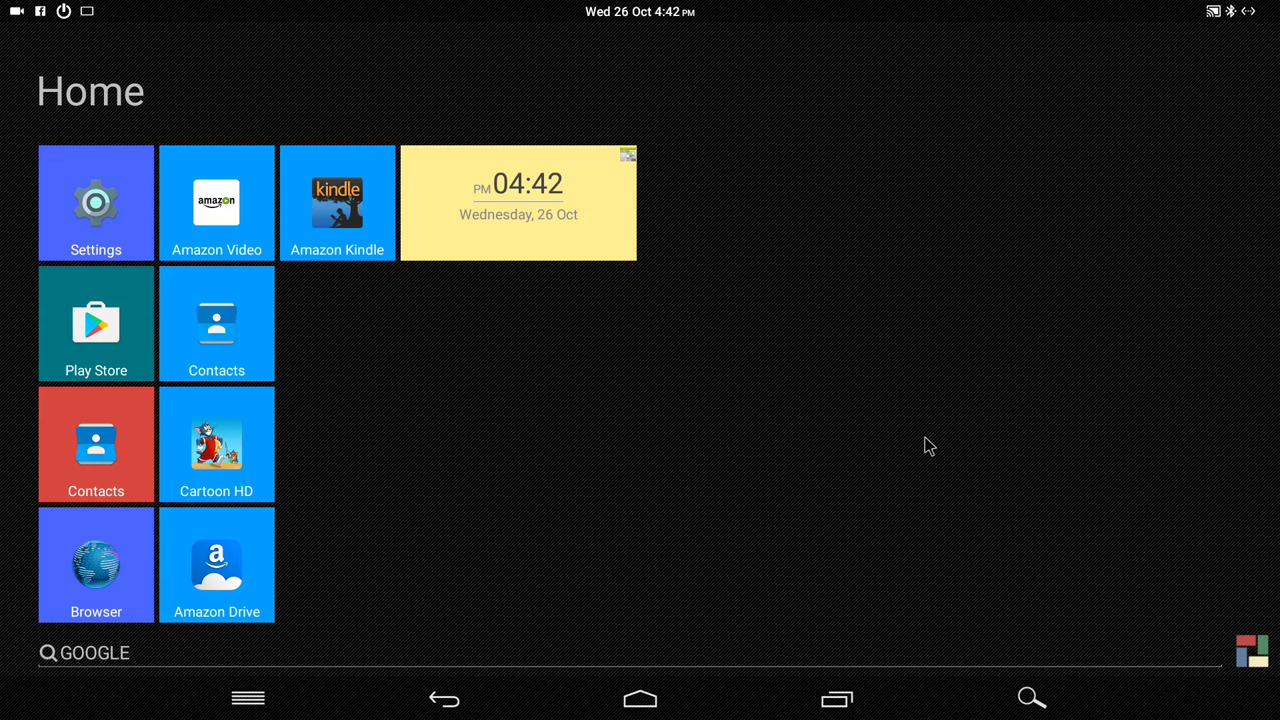 Wed 26 Oct 4:42 PM
Home
Settings
amazon
Amazon Video
kindle
Amazon Kindle
PM 04:42
Wednesday, 26 Oct
Play Store
Contacts
Contacts
Cartoon HD
Browser
a
Amazon Drive
GOOGLE